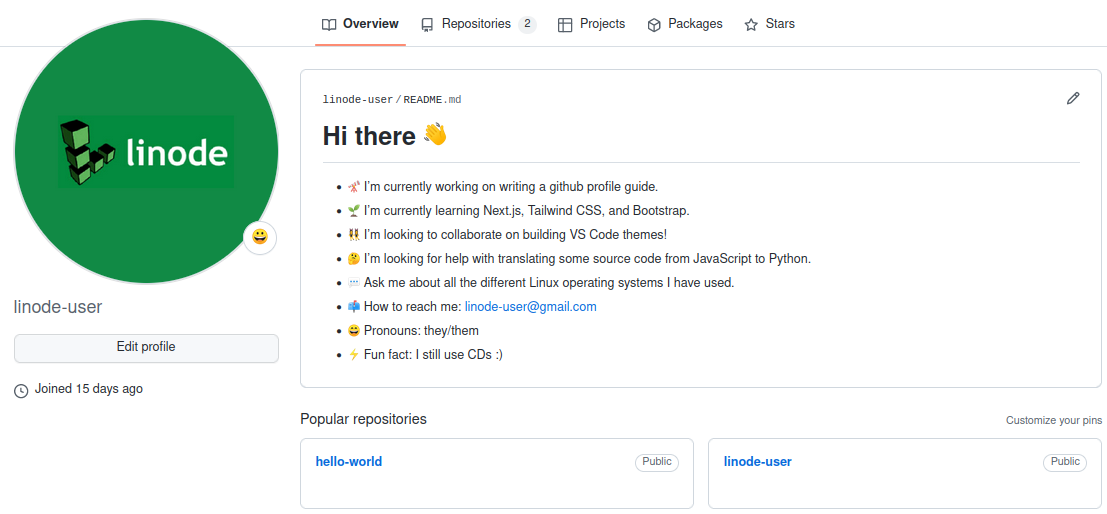 Overview Repositories 2 Projects Packages Stars
linode
linode-user
Edit profile
Joined 15 days ago
linode-user/README.md
Hi there 👋
• 🔭 I'm currently working on writing a github profile guide.
• 🌱 I'm currently learning Next.js, Tailwind CSS, and Bootstrap.
• 👯 I'm looking to collaborate on building VS Code themes!
• 🤔 I'm looking for help with translating some source code from JavaScript to Python.
• 💬 Ask me about all the different Linux operating systems I have used.
• 📫 How to reach me: linode-user@gmail.com
• 😄 Pronouns: they/them
• ⚡ Fun fact: I still use CDs :)
Popular repositories Customize your pins
hello-world Public
linode-user Public